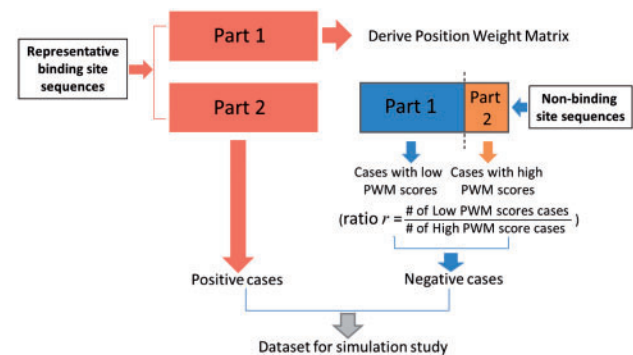 Representative
binding site
sequences
Part 1
Derive Position Weight Matrix
Part 2
Part 1
Part
2
Non-binding
site sequences
Cases with low
PWM scores
Cases with high
PWM scores
(ratio r = # of Low PWM scores cases / # of High PWM score cases )
Positive cases
Negative cases
Dataset for simulation study